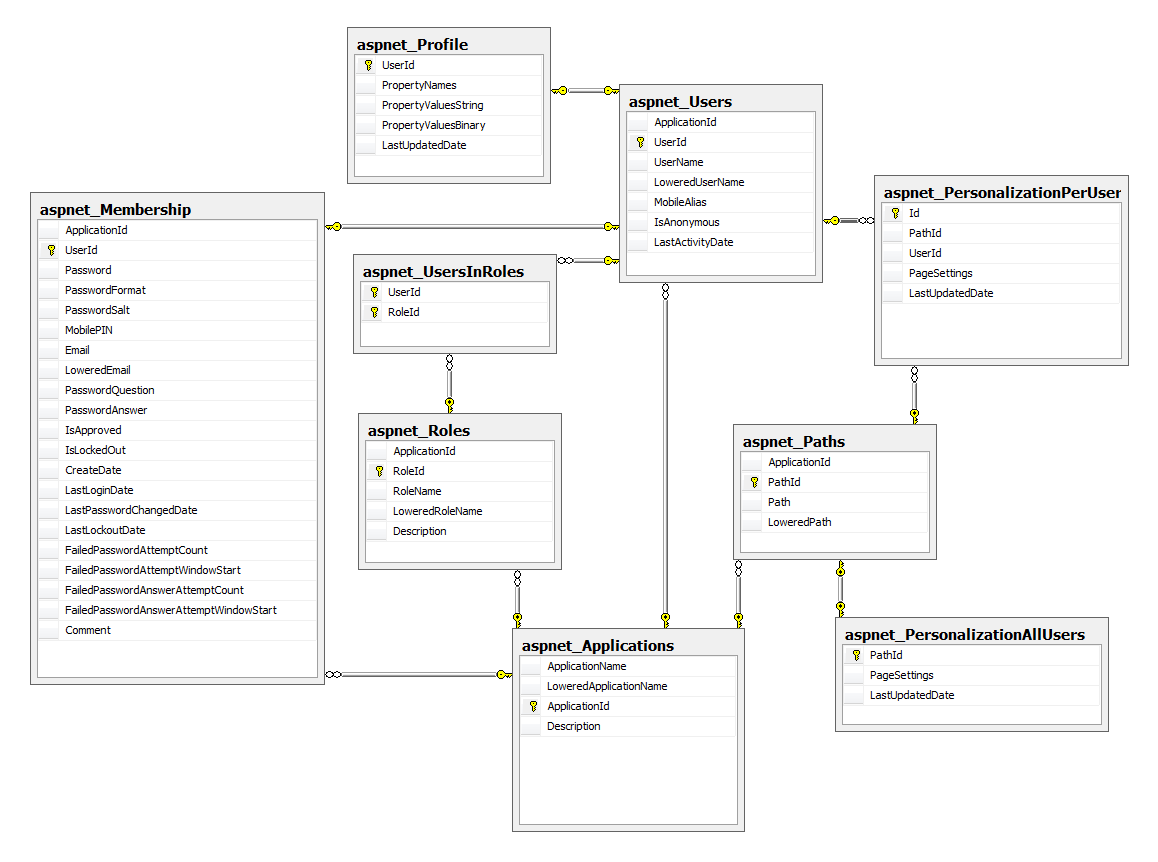 aspnet_Profile
UserId
PropertyNames
PropertyValuesString
PropertyValuesBinary
LastUpdatedDate
aspnet_Users
ApplicationId
UserId
UserName
LoweredUserName
MobileAlias
IsAnonymous
LastActivityDate
aspnet_PersonalizationPerUser
Id
PathId
UserId
PageSettings
LastUpdatedDate
aspnet_Membership
ApplicationId
UserId
Password
PasswordFormat
PasswordSalt
MobilePIN
Email
LoweredEmail
PasswordQuestion
PasswordAnswer
IsApproved
IsLockedOut
CreateDate
LastLoginDate
LastPasswordChangedDate
LastLockoutDate
FailedPasswordAttemptCount
FailedPasswordAttemptWindowStart
FailedPasswordAnswerAttemptCount
FailedPasswordAnswerAttemptWindowStart
Comment
aspnet_UsersInRoles
UserId
RoleId
aspnet_Roles
ApplicationId
RoleId
RoleName
LoweredRoleName
Description
aspnet_Paths
ApplicationId
PathId
Path
LoweredPath
aspnet_Applications
ApplicationName
LoweredApplicationName
ApplicationId
Description
aspnet_PersonalizationAllUsers
PathId
PageSettings
LastUpdatedDate